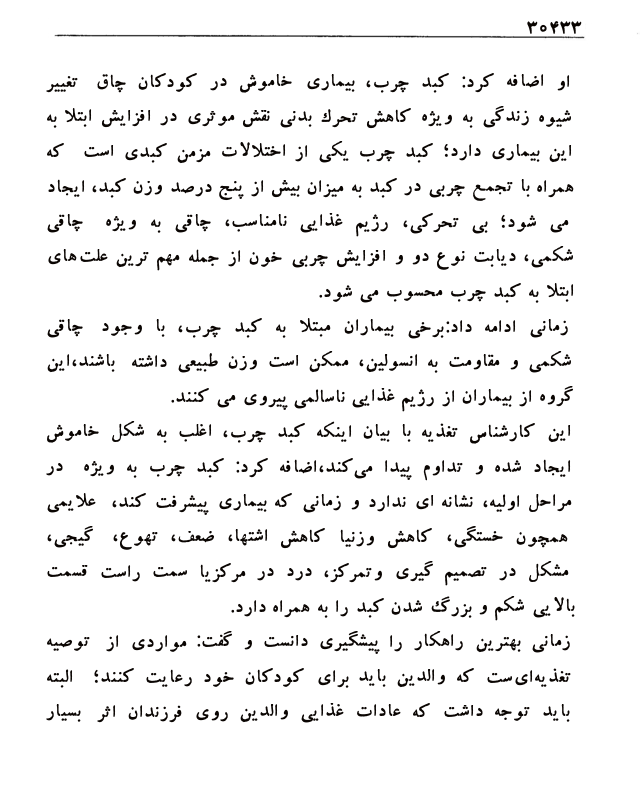 ۳۰۴۳۳
او اضافه کرد: کبد چرب، بیماری خاموش در کودکان چاق تغییر
شیوه زندگی به ویژه کاهش تحرك بدنی نقش موثری در افزایش ابتلا به
این بیماری دارد؛ کبد چرب یکی از اختلالات مزمن کبدی است که
همراه با تجمع چربی در کبد به میزان بیش از پنج درصد وزن کبد، ایجاد
می شود؛ بی تحرکی، رژیم غذایی نامناسب، چاقی به ویژه چاقی
شکمی، دیابت نوع دو و افزایش چربی خون از جمله مهم ترین علت‌های
ابتلا به کبد چرب محسوب می شود.
زمانی ادامه داد:برخی بیماران مبتلا به کبد چرب، با وجود چاقی
شکمی و مقاومت به انسولین، ممکن است وزن طبیعی داشته باشند،این
گروه از بیماران از رژیم غذایی ناسالمی پیروی می کنند.
این کارشناس تغذیه با بیان اینکه کبد چرب، اغلب به شکل خاموش
ایجاد شده و تداوم پیدا می‌کند،اضافه کرد: کبد چرب به ویژه در
مراحل اولیه، نشانه ای ندارد و زمانی که بیماری پیشرفت کند، علایمی
همچون خستگی، کاهش وزنیا کاهش اشتها، ضعف، تهوع، گیجی،
مشکل در تصمیم گیری وتمرکز، درد در مرکزیا سمت راست قسمت
بالایی شکم و بزرگ شدن کبد را به همراه دارد.
زمانی بهترین راهکار را پیشگیری دانست و گفت: مواردی از توصیه
تغذیه‌ای‌ست که والدین باید برای کودکان خود رعایت کنند؛ البته
باید توجه داشت که عادات غذایی والدین روی فرزندان اثر بسیار